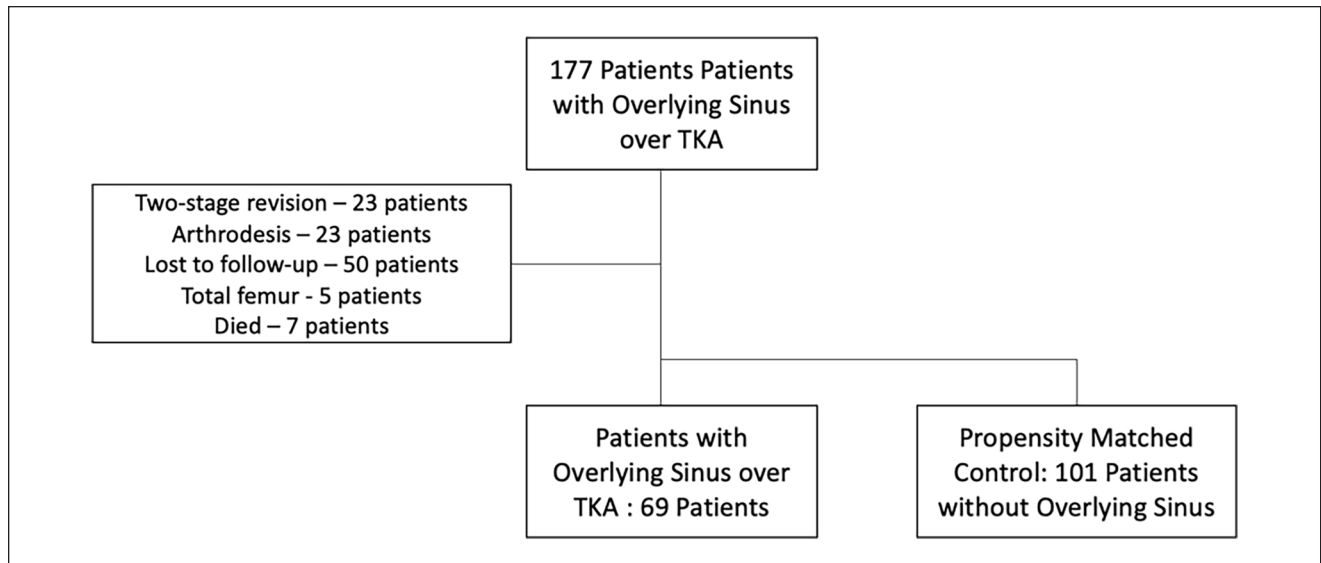 177 Patients Patients
with Overlying Sinus
over TKA
Two-stage revision – 23 patients
Arthrodesis – 23 patients
Lost to follow-up – 50 patients
Total femur - 5 patients
Died – 7 patients
Patients with
Overlying Sinus over
TKA : 69 Patients
Propensity Matched
Control: 101 Patients
without Overlying Sinus